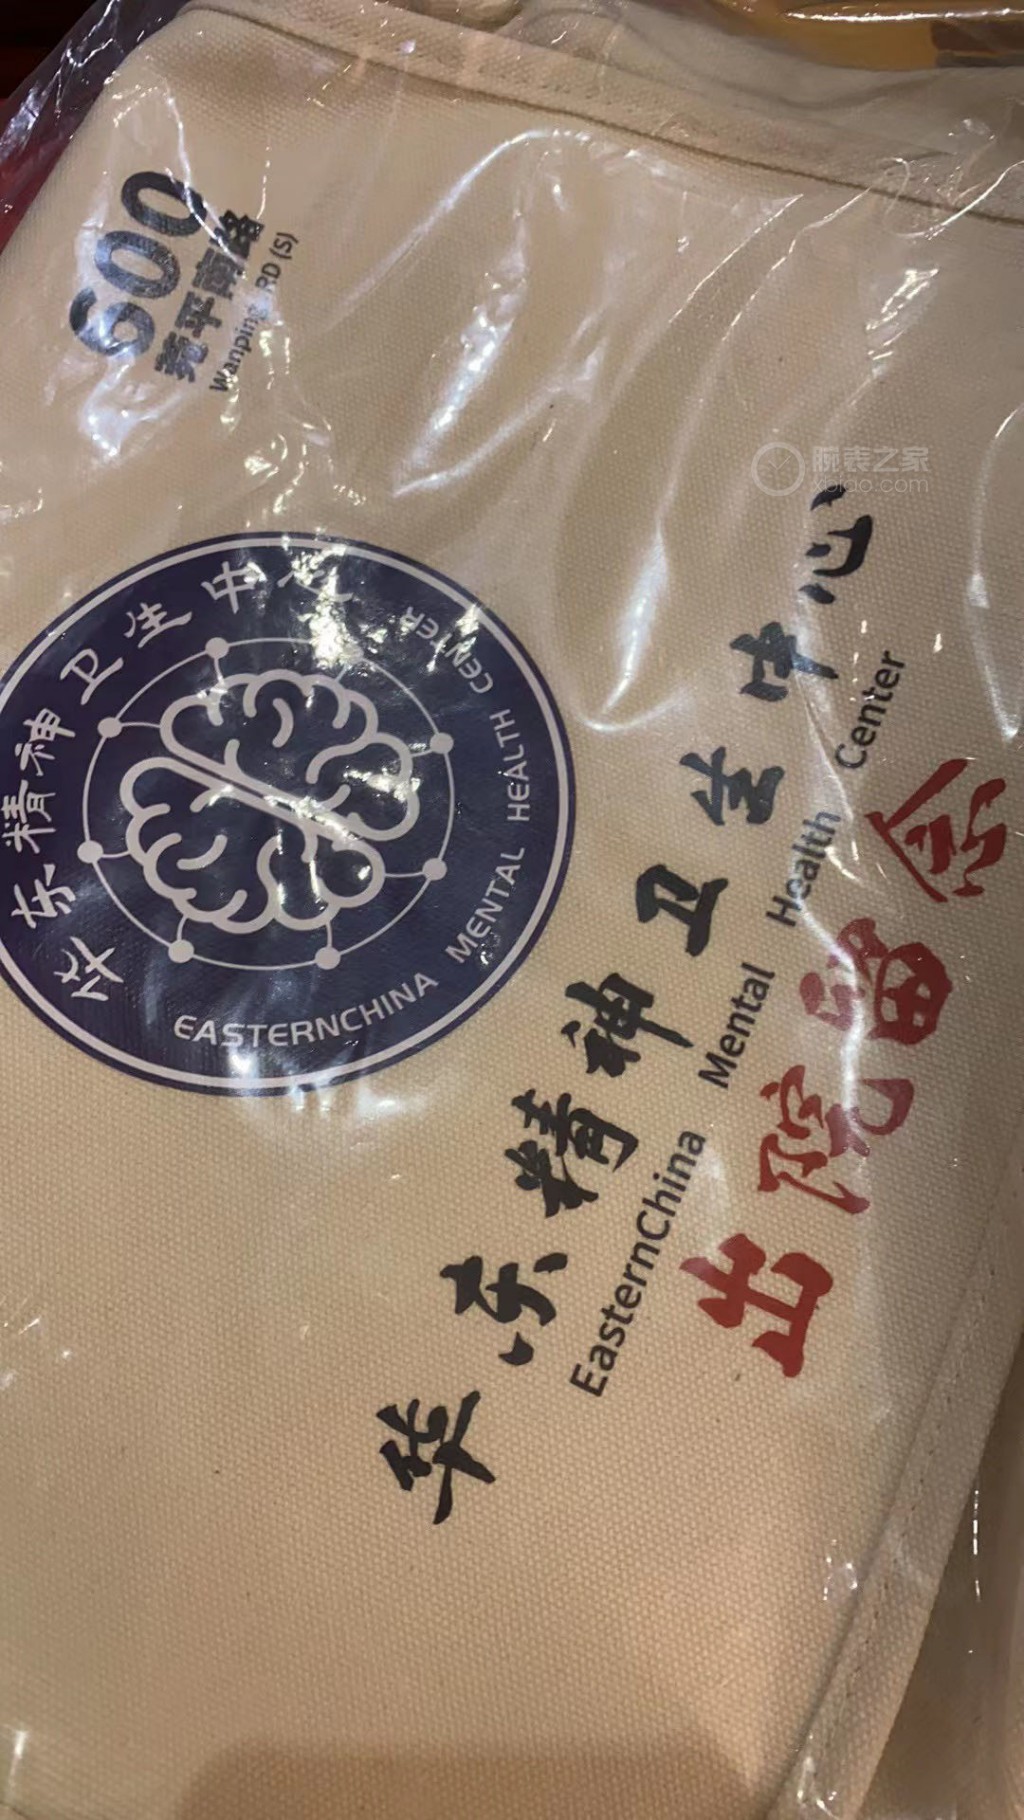 600
宛平南路
Wanping RD (S)
华东精神卫生中心
EASTERNCHINA MENTAL HEALTH CENTER
华东精神卫生中心
EasternChina Mental Health Center
出院留念
腕表之家
xbiao.com